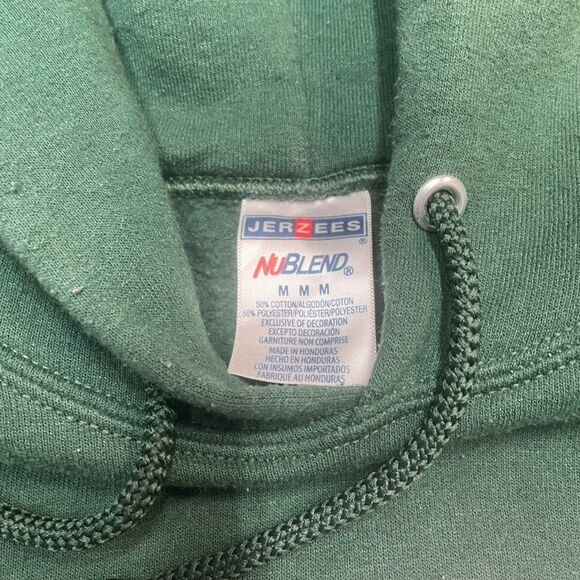 JERZEES®
NUBLEND®
M M M
50% COTTON/ALGODÓN/COTON
50% POLYESTER/POLIÉSTER/POLYESTER
EXCLUSIVE OF DECORATION
EXCEPTO DECORACIÓN
GARNITURE NON COMPRISE
MADE IN HONDURAS
HECHO EN HONDURAS
CON INSUMOS IMPORTADOS
FABRIQUÉ AU HONDURAS